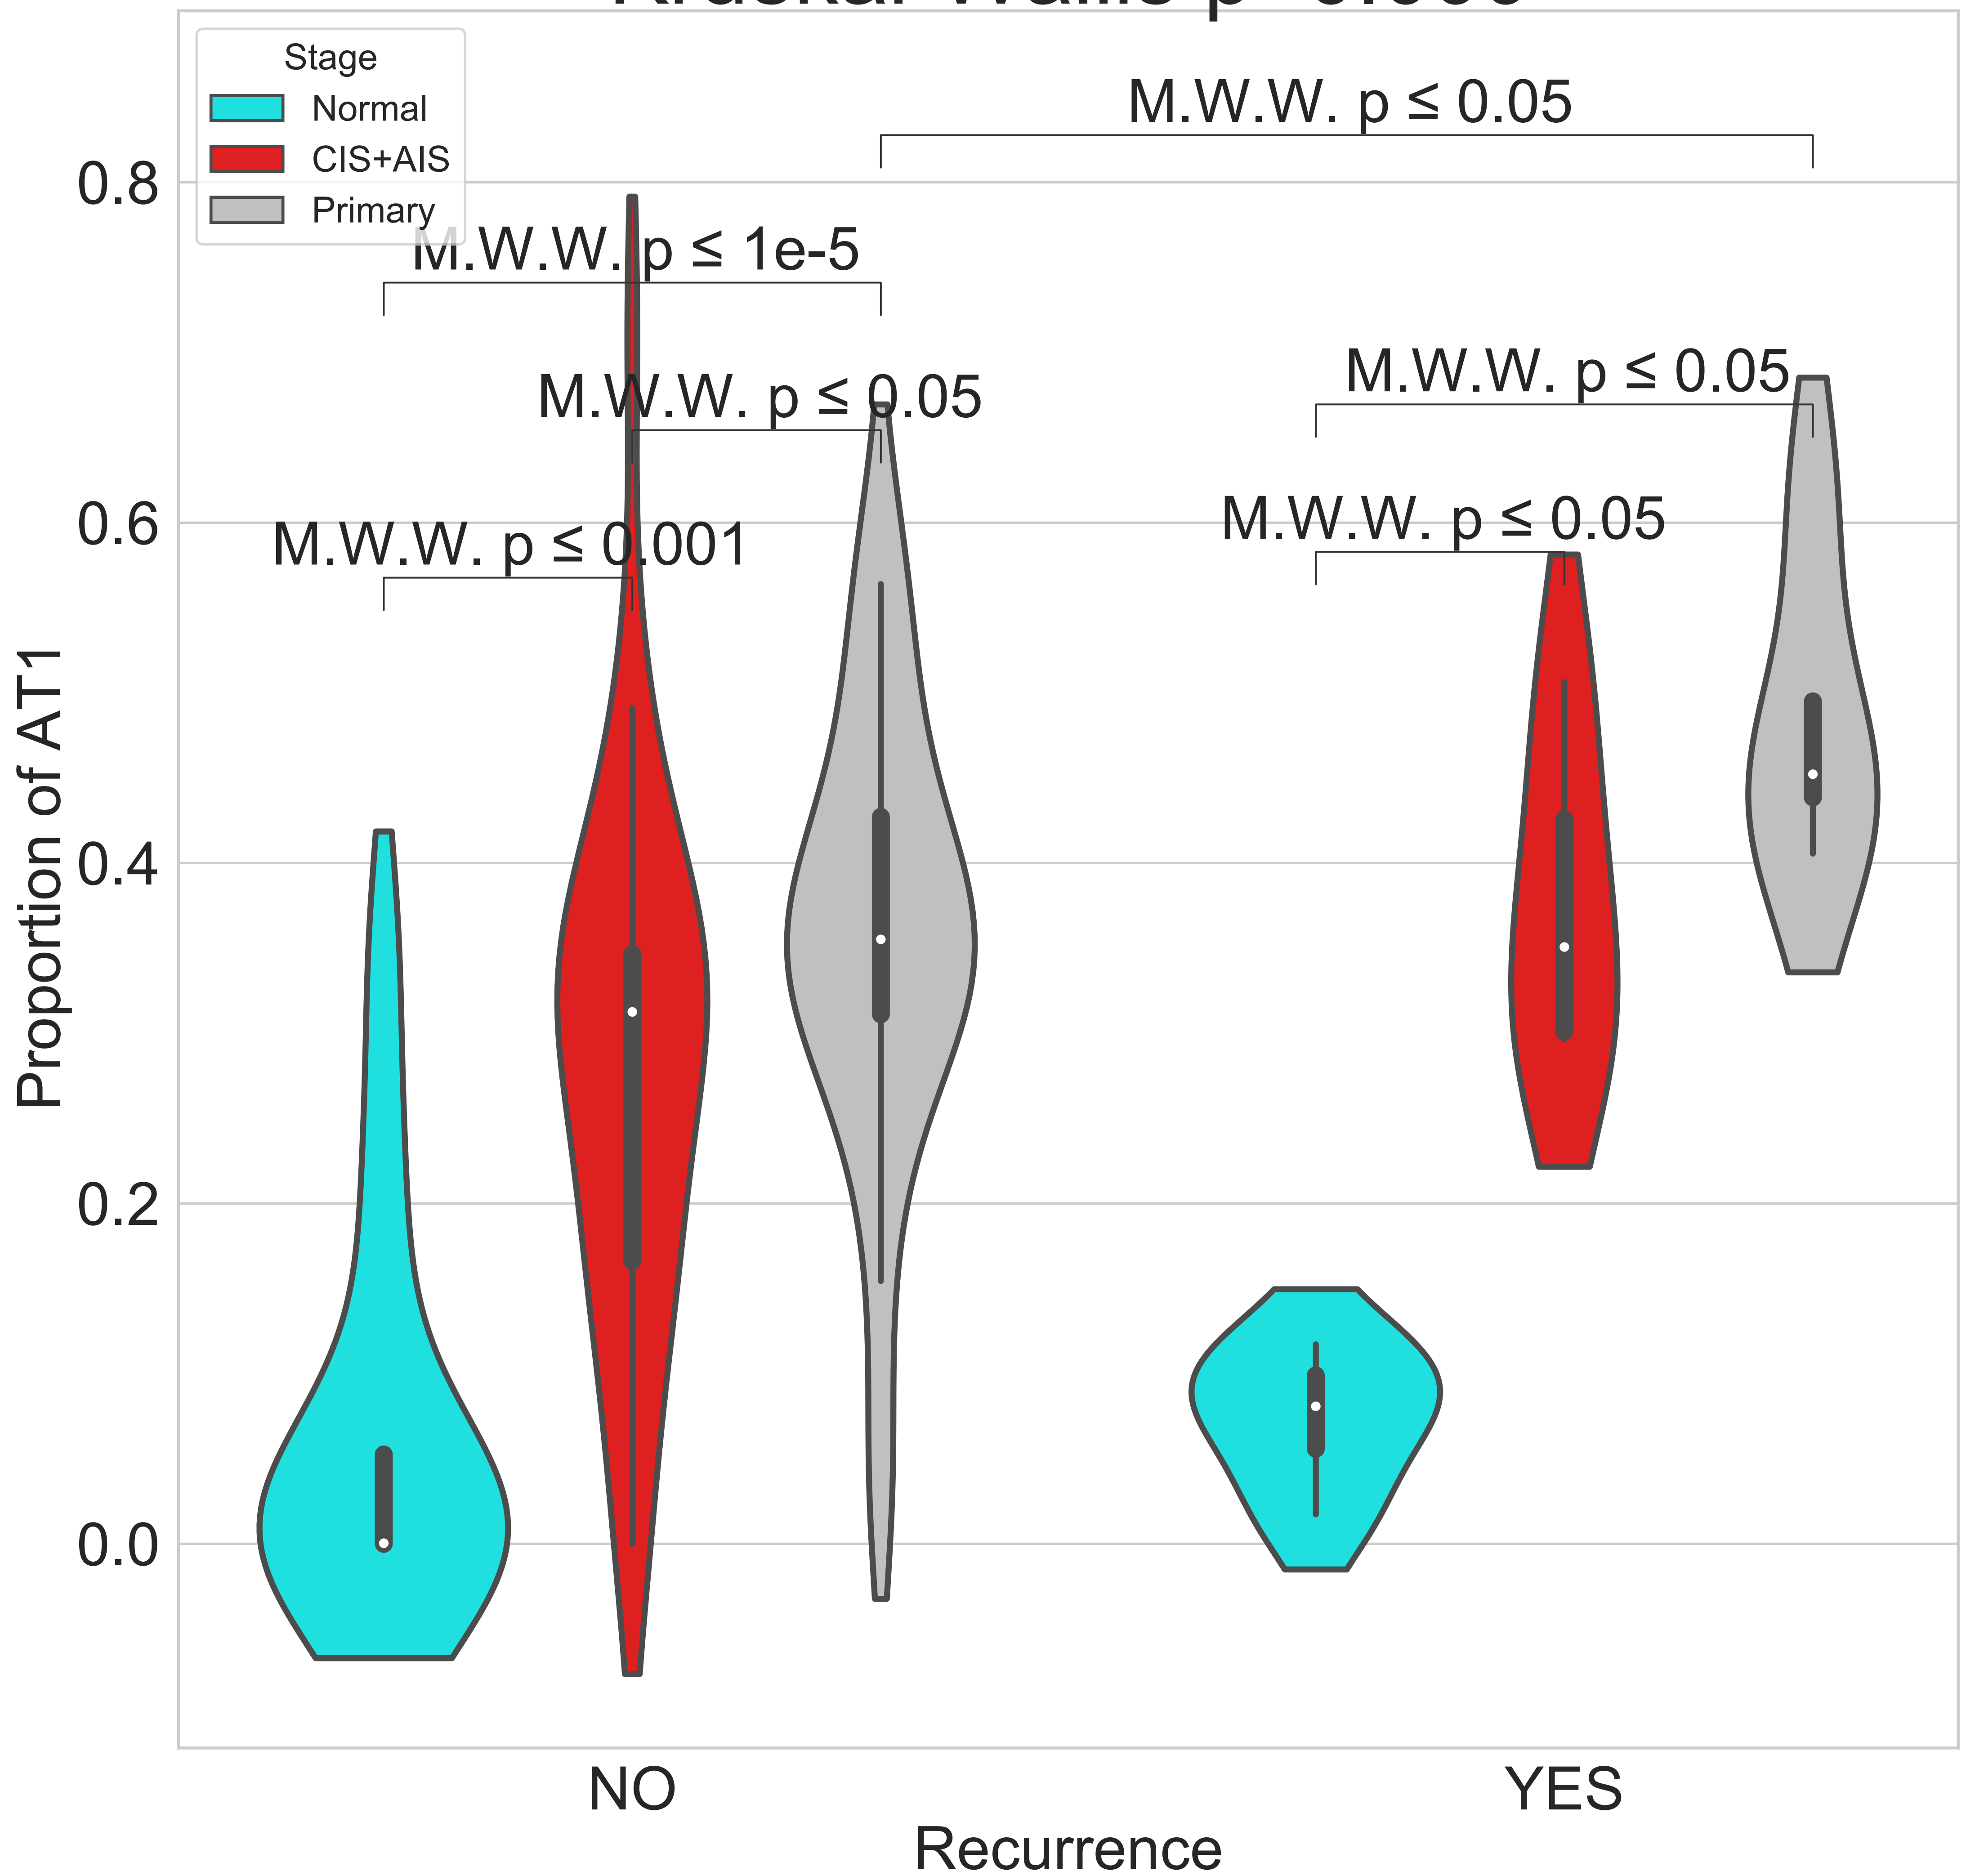 Stage
Normal
CIS+AIS
Primary
M.W.W. p ≤ 0.05
M.W.W. p ≤ 1e-5
M.W.W. p ≤ 0.05
M.W.W. p ≤ 0.05
M.W.W. p ≤ 0.001
M.W.W. p ≤ 0.05
0.8
0.6
0.4
0.2
0.0
Proportion of AT1
NO
YES
Recurrence